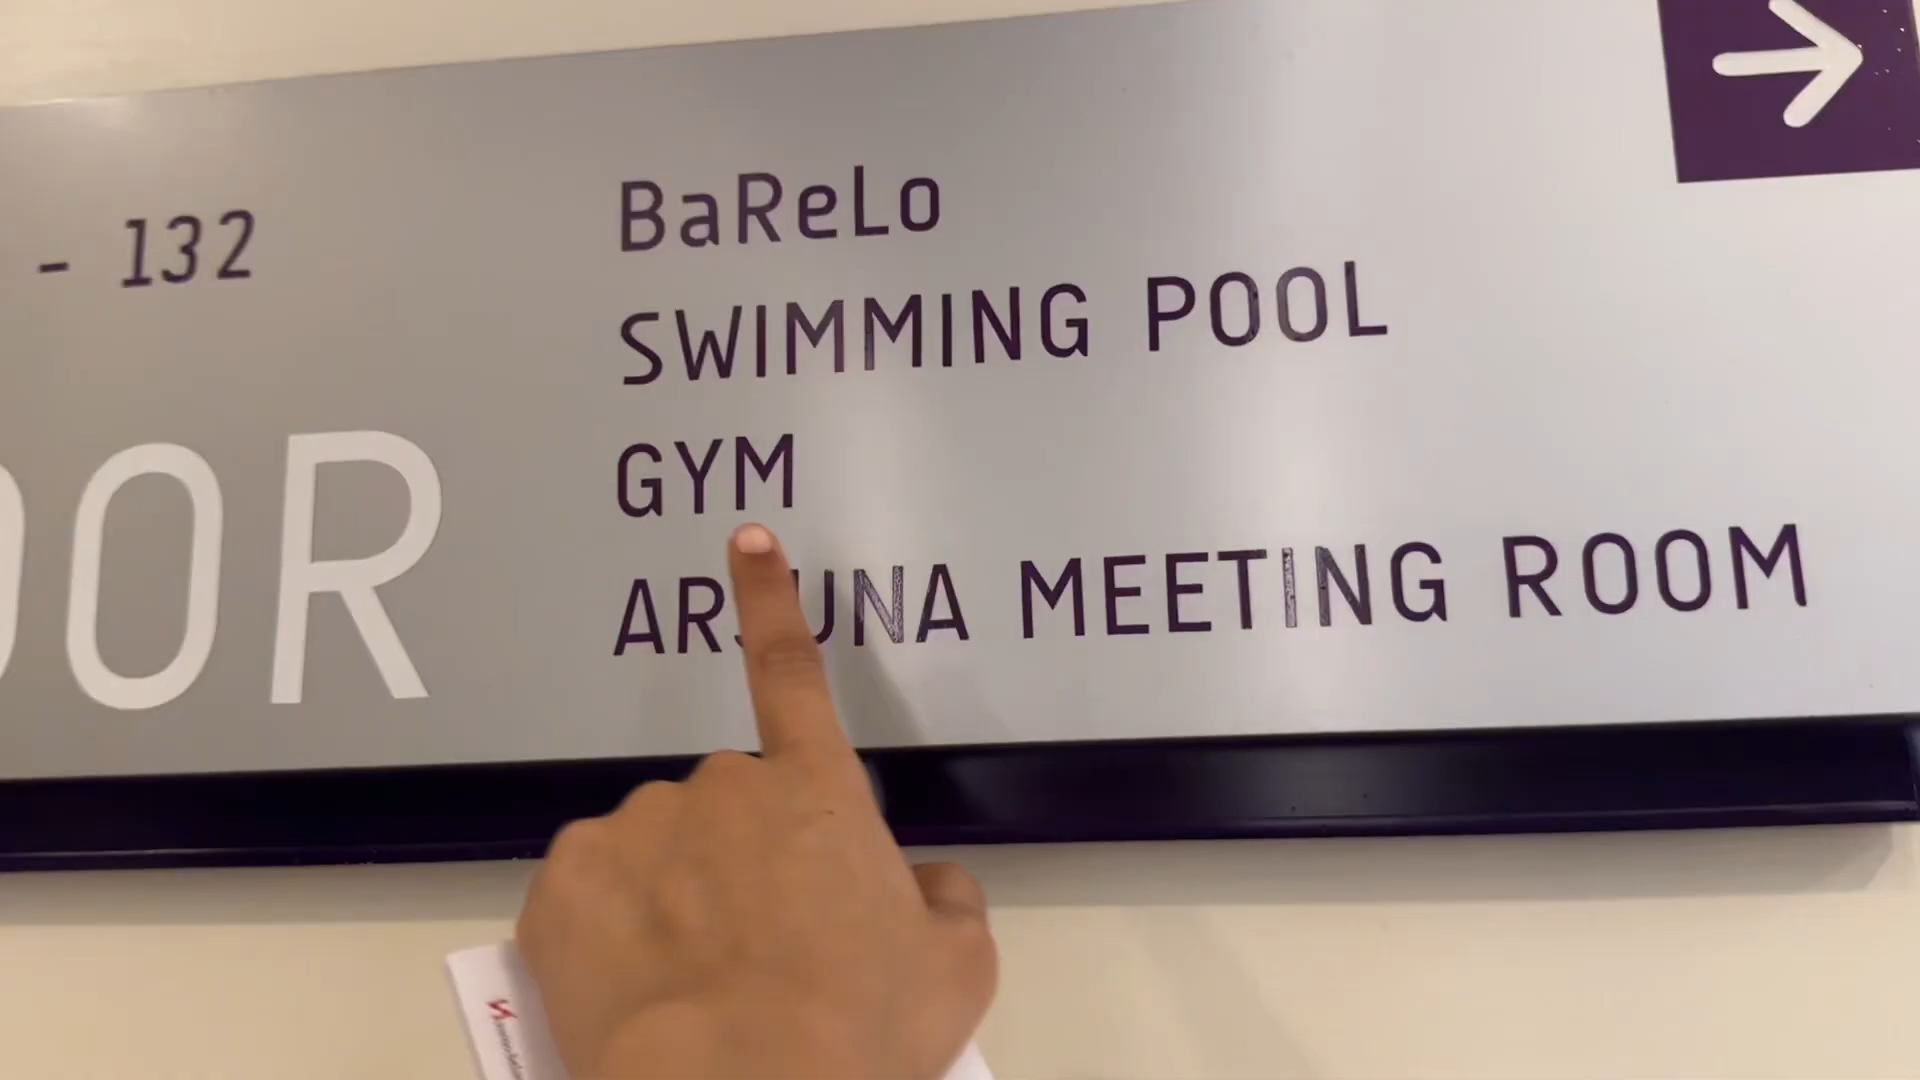 - 132
BaReLo
SWIMMING POOL
GYM
OOR
ARJUNA MEETING ROOM